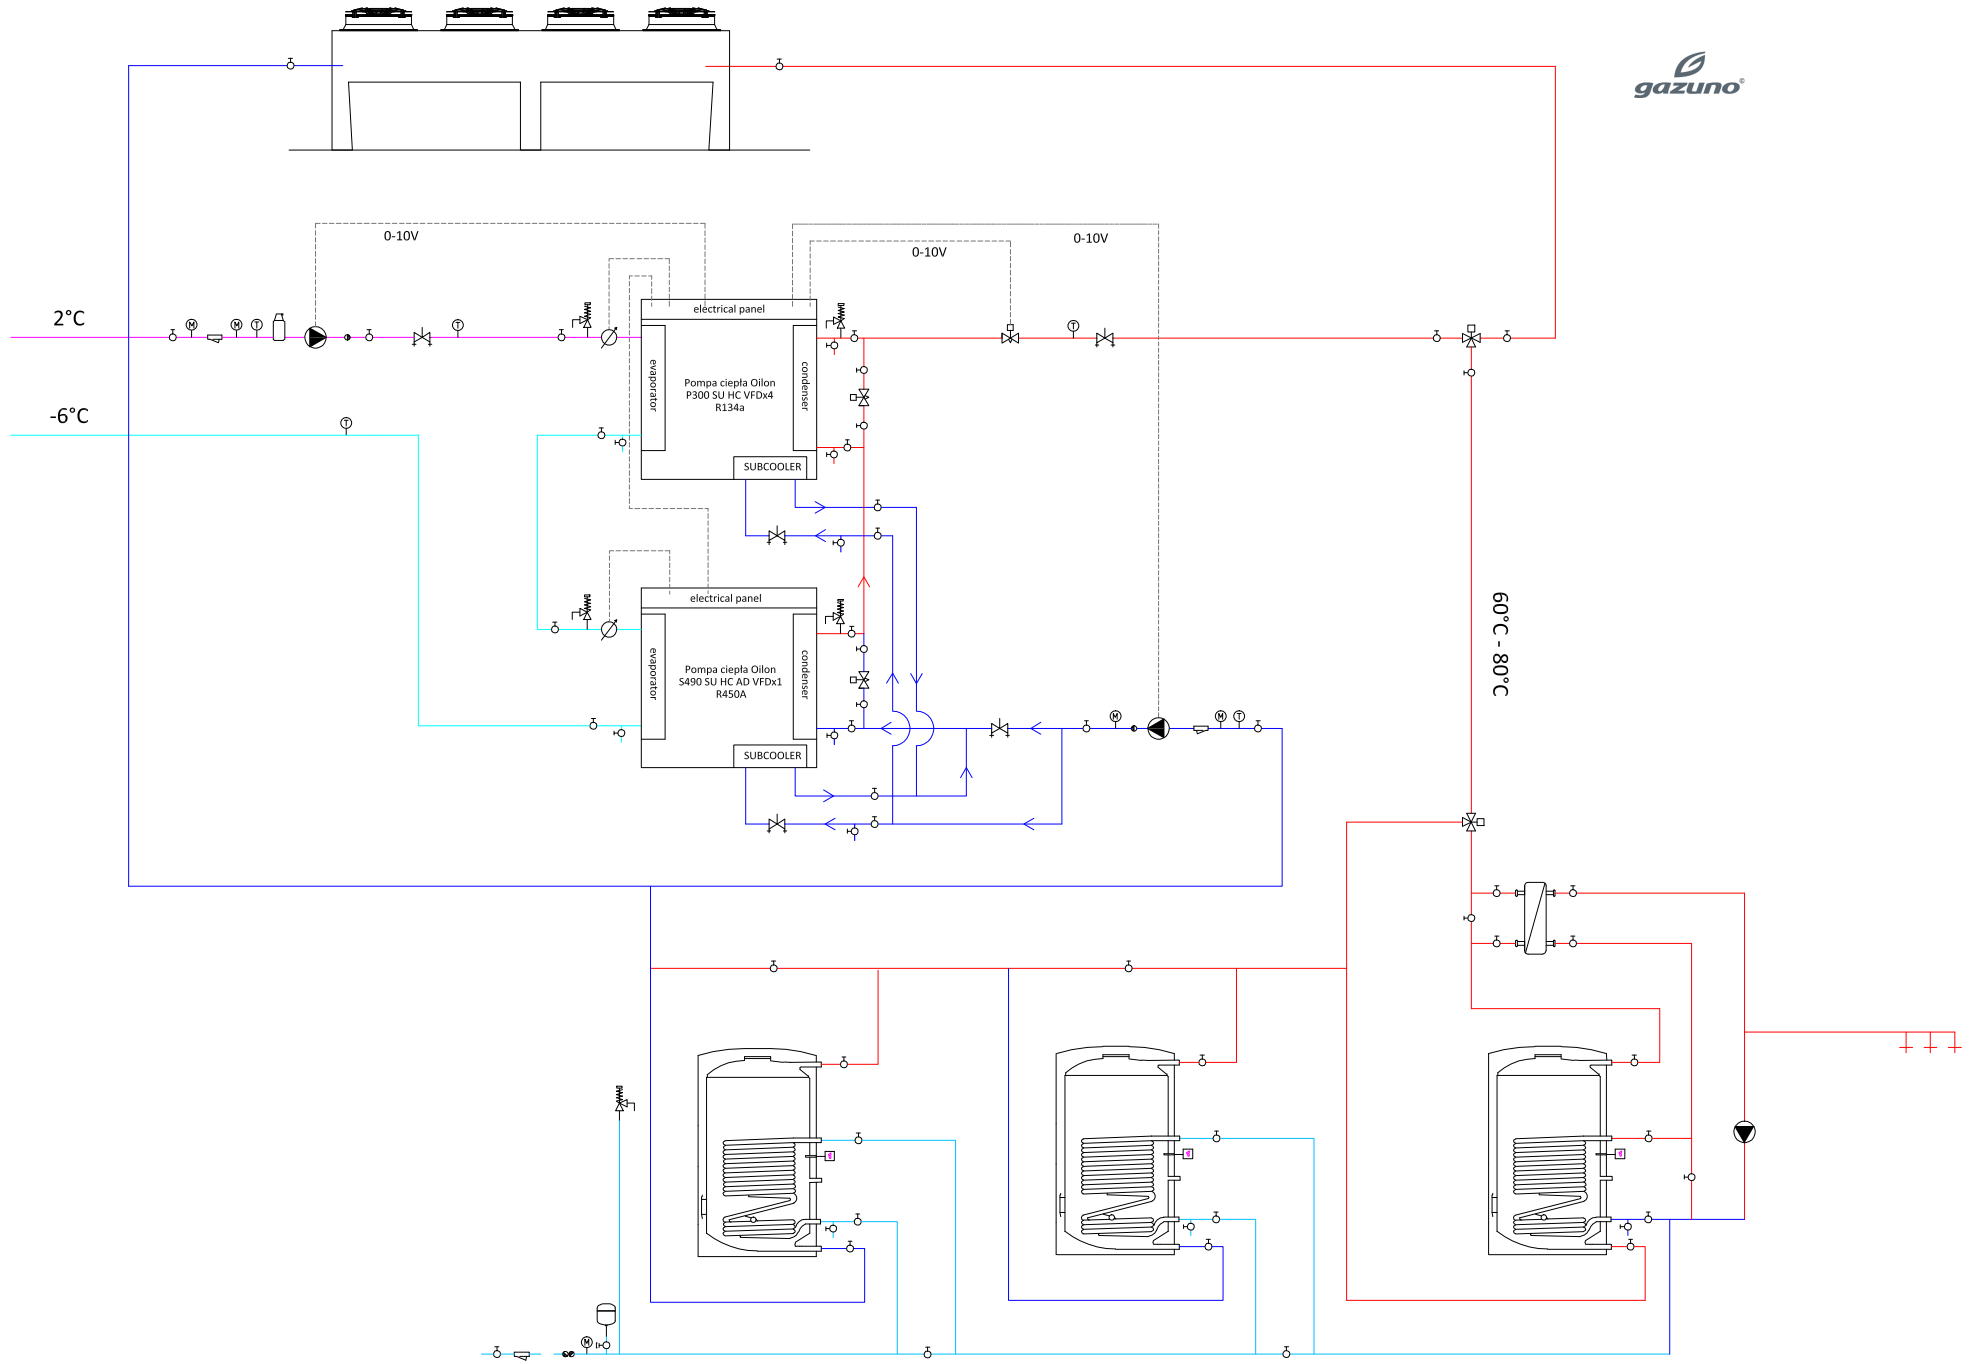 gazuno©
0-10V
0-10V
0-10V
2°C
M
M
T
T
electrical panel
T
evaporator
Pompa ciepła Oilon
P300 SU HC VFDx4
R134a
condenser
-6°C
T
SUBCOOLER
electrical panel
evaporator
Pompa ciepła Oilon
S490 SU HC AD VFDx1
R450A
condenser
60°C - 80°C
M
M
T
SUBCOOLER
M